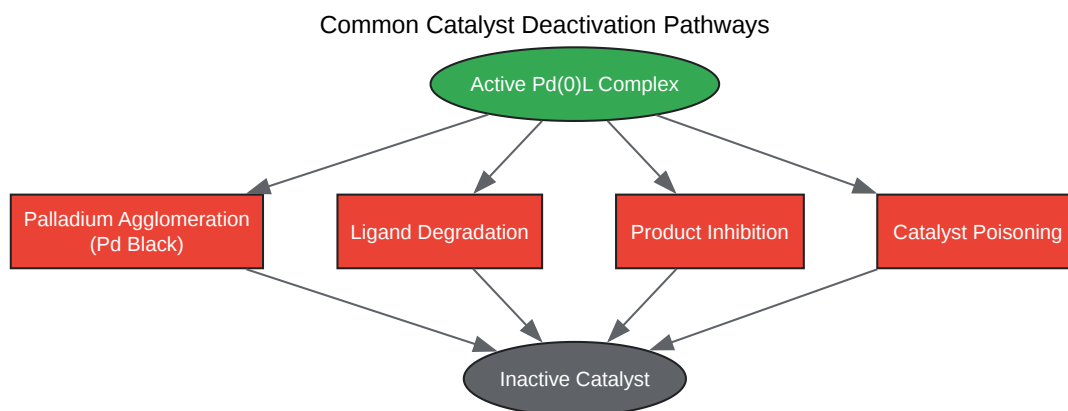 Common Catalyst Deactivation Pathways
Active Pd(0)L Complex
Palladium Agglomeration
(Pd Black)
Ligand Degradation
Product Inhibition
Catalyst Poisoning
Inactive Catalyst